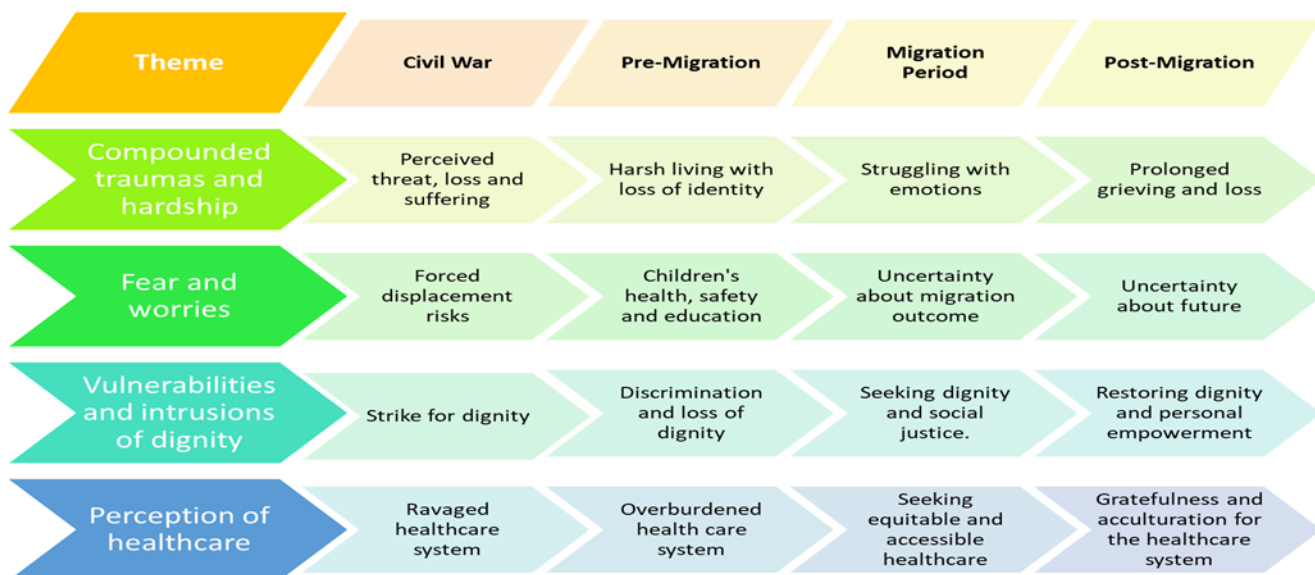 Theme
Civil War
Pre-Migration
Migration
Period
Post-Migration
Compounded
traumas and
hardship
Perceived
threat, loss and
suffering
Harsh living with
loss of identity
Struggling with
emotions
Prolonged
grieving and loss
Fear and
worries
Forced
displacement
risks
Children's
health, safety
and education
Uncertainty
about migration
outcome
Uncertainty
about future
Vulnerabilities
and intrusions
of dignity
Strike for dignity
Discrimination
and loss of
dignity
Seeking dignity
and social
justice.
Restoring dignity
and personal
empowerment
Perception of
healthcare
Ravaged
healthcare
system
Overburdened
health care
system
Seeking
equitable and
accessible
healthcare
Gratefulness and
acculturation for
the healthcare
system